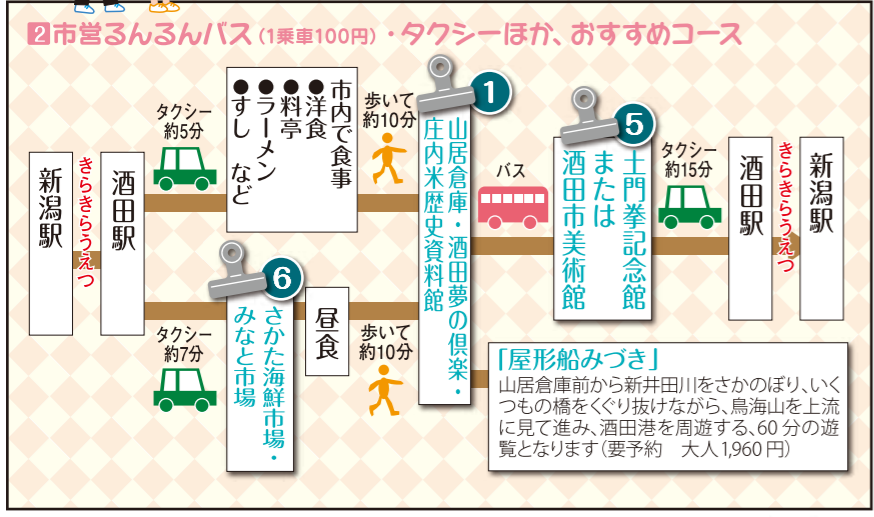 2 市営るんるんバス（1乗車100円）・タクシーほか、おすすめコース
新潟駅
きらきらうえつ
酒田駅
タクシー
約5分
市内で食事
●洋食
●料亭
●ラーメン
●すし など
歩いて
約10分
タクシー
約7分
6
さかた海鮮市場・
みなと市場
昼食
歩いて
約10分
1
山居倉庫・酒田夢の倶楽・
庄内米歴史資料館
バス
5
土門拳記念館
または
酒田市美術館
タクシー
約15分
酒田駅
きらきらうえつ
新潟駅
「屋形船みづき」
山居倉庫前から新井田川をさかのぼり、いく
つもの橋をくぐり抜けながら、鳥海山を上流
に見て進み、酒田港を周遊する、60分の遊
覧となります（要予約　大人1,960円）